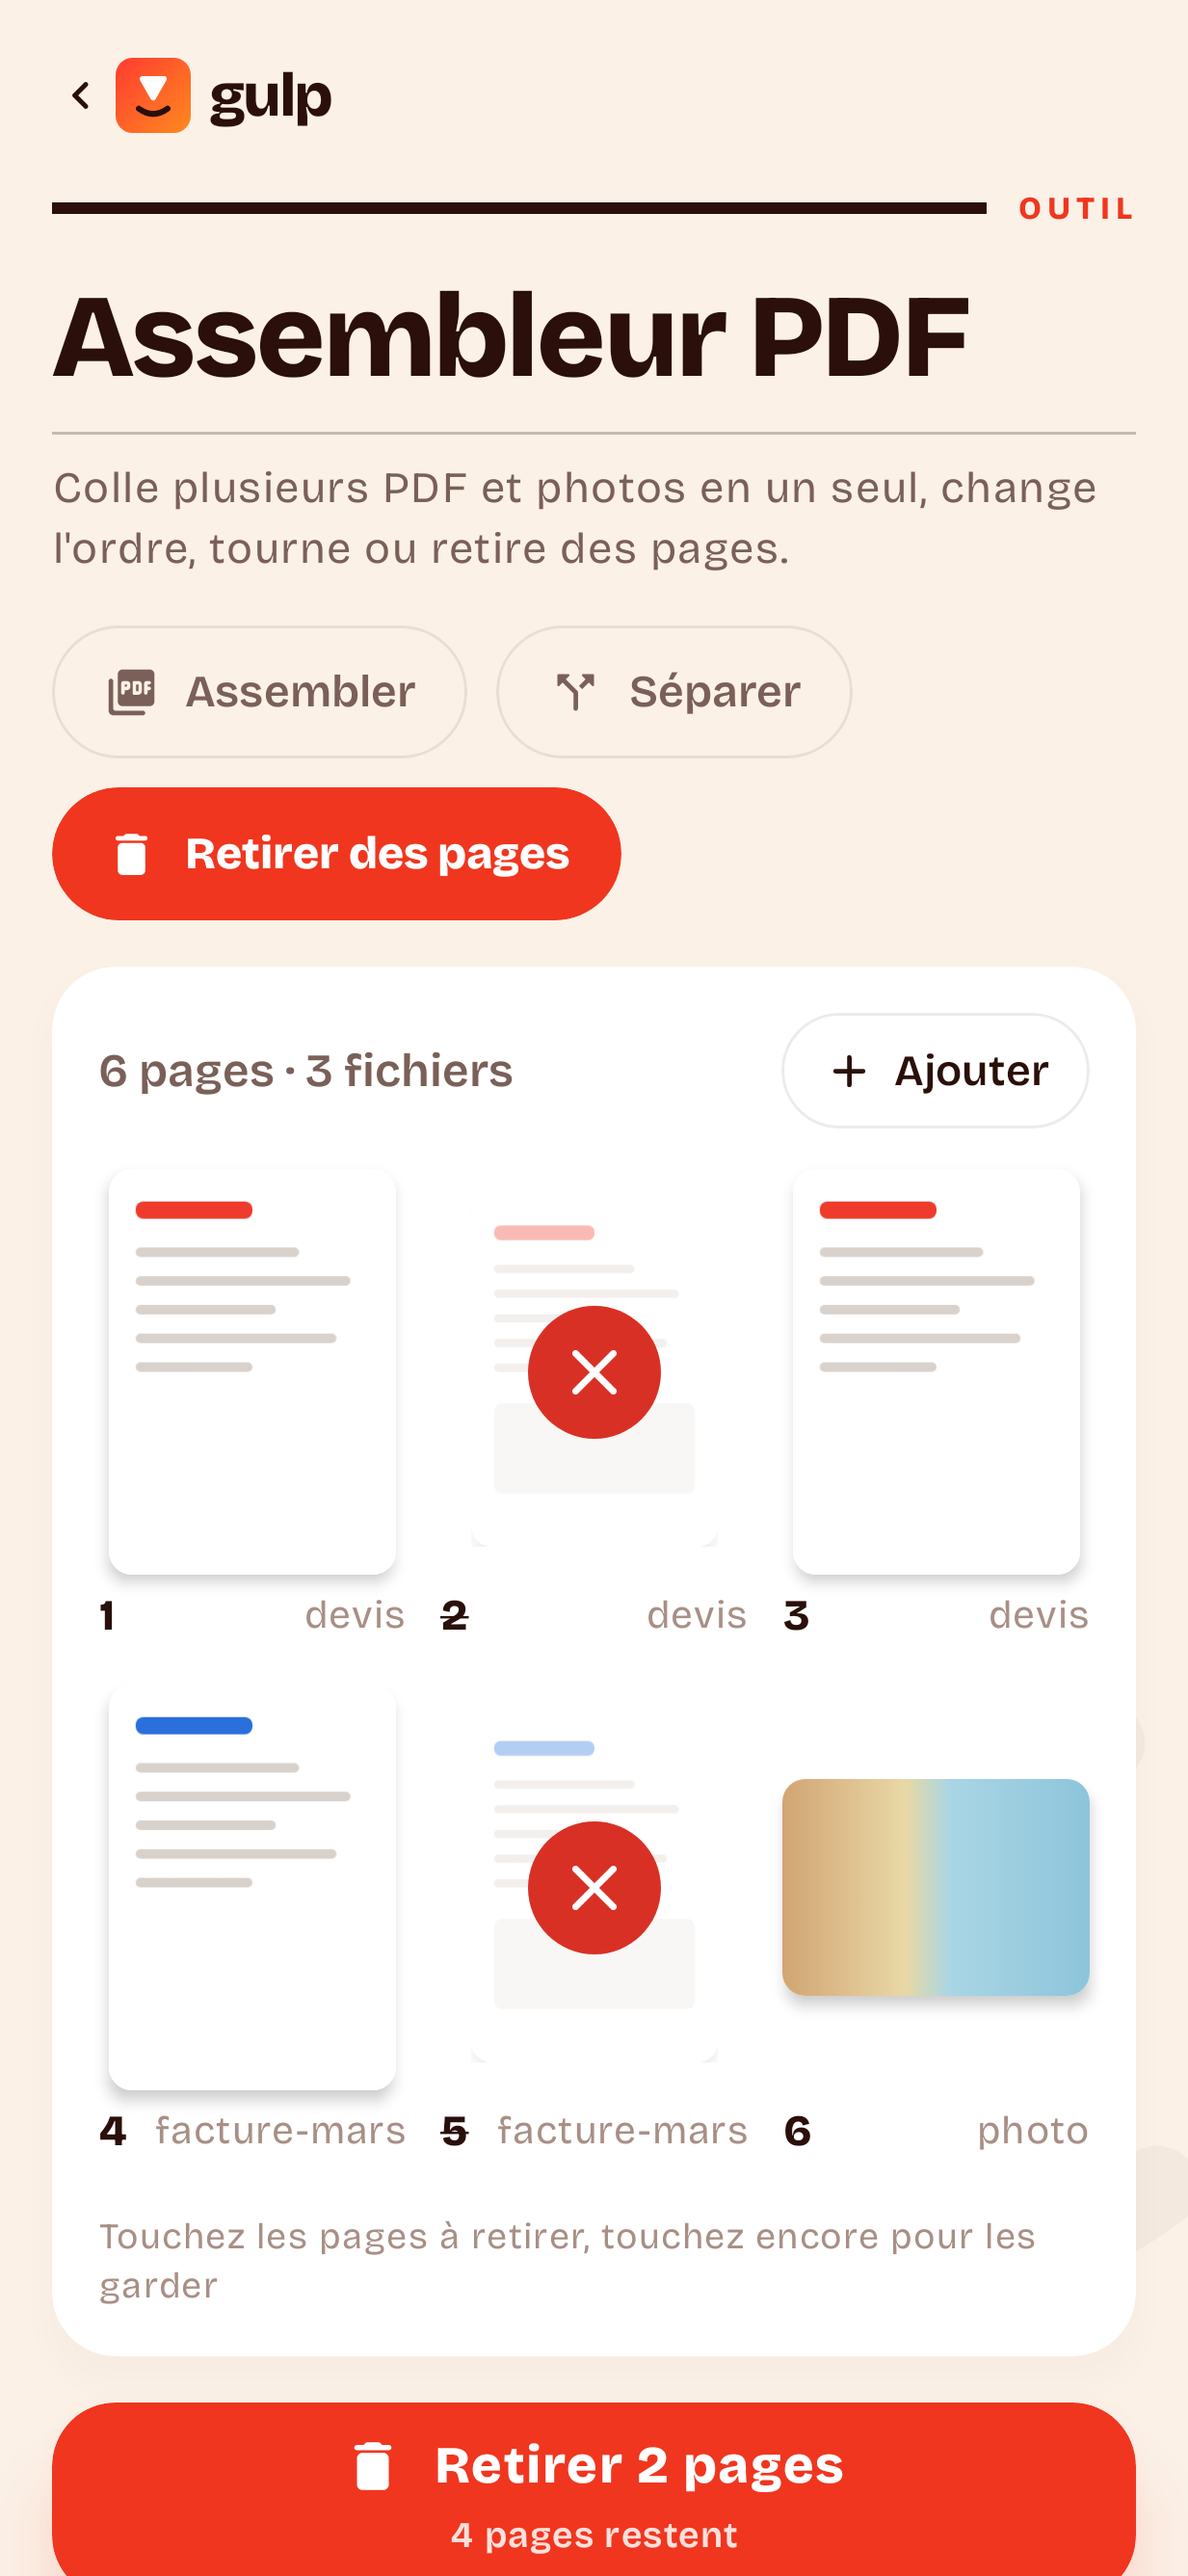 gulp
OUTIL
Assembleur PDF
Colle plusieurs PDF et photos en un seul, change
l'ordre, tourne ou retire des pages.
PDF Assembler
Séparer
Retirer des pages
6 pages · 3 fichiers
+ Ajouter
1 devis
2 devis
3 devis
4 facture-mars
5 facture-mars
6 photo
Touchez les pages à retirer, touchez encore pour les
garder
Retirer 2 pages
4 pages restent